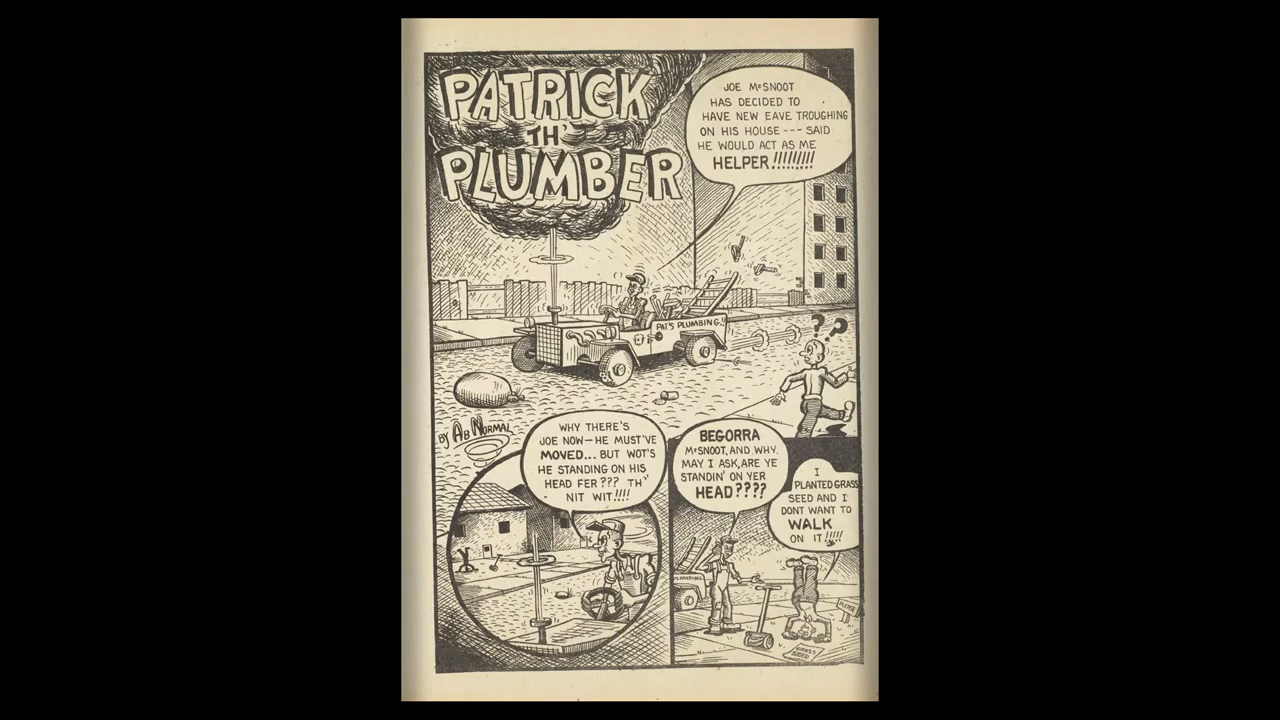 PATRICK
TH'
PLUMBER
JOE McSNOOT
HAS DECIDED TO
HAVE NEW EAVE TROUGHING
ON HIS HOUSE --- SAID
HE WOULD ACT AS ME
HELPER!!!!!!!!!
PAT'S PLUMBING.!!
? ?
BY AB NORMAL
WHY THERE'S
JOE NOW—HE MUST'VE
MOVED... BUT WOT'S
HE STANDING ON HIS
HEAD FER??? TH'
NIT WIT!!!!
BEGORRA
McSNOOT, AND WHY,
MAY I ASK, ARE YE
STANDIN' ON YER
HEAD????
I
PLANTED GRASS
SEED AND I
DONT WANT TO
WALK
ON IT!!!!!
PLUMBING
PLEASE
GRASS
SEED